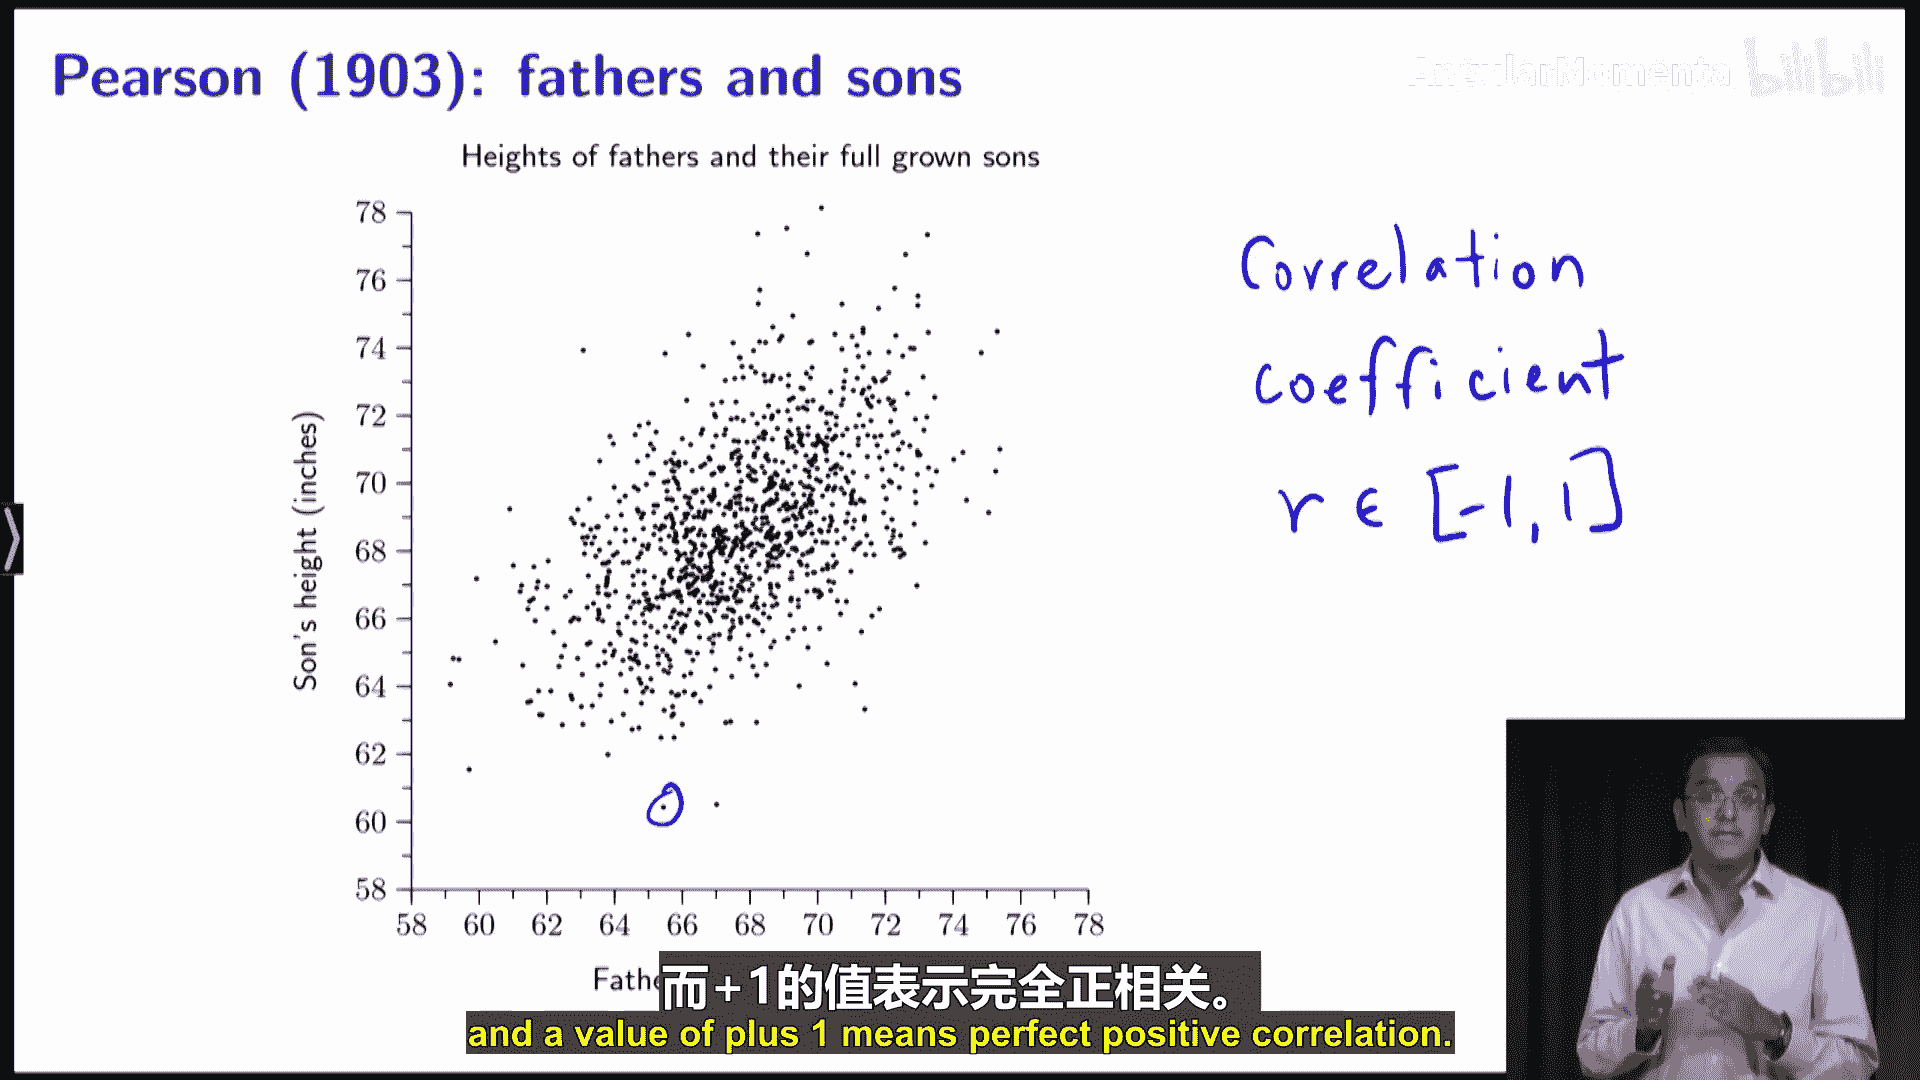 Pearson (1903): fathers and sons
AngularMomenta bilibili
Heights of fathers and their full grown sons
78
76
74
72
70
68
66
64
62
60
58
Son's height (inches)
58 60 62 64 66 68 70 72 74 76 78
Correlation
coefficient
r ∈ [-1, 1]
而+1的值表示完全正相关。
and a value of plus 1 means perfect positive correlation.